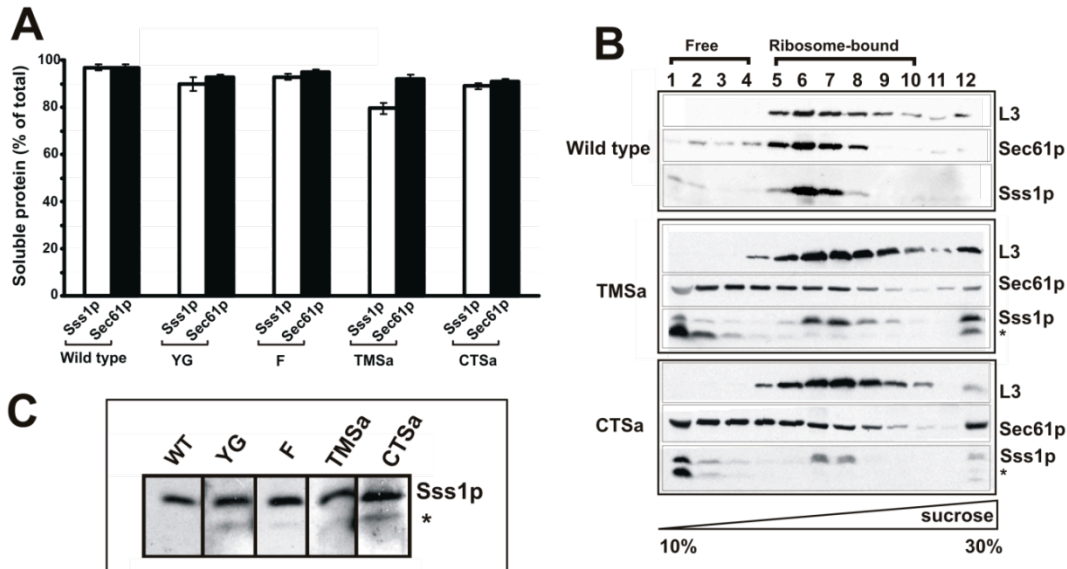 A
Soluble protein (% of total)
100
80
60
40
20
0
Sss1p
Sec61p
Sss1p
Sec61p
Sss1p
Sec61p
Sss1p
Sec61p
Sss1p
Sec61p
Wild type
YG
F
TMSa
CTSa
B
Free
Ribosome-bound
1 2 3 4 5 6 7 8 9 10 11 12
Wild type
L3
Sec61p
Sss1p
TMSa
L3
Sec61p
Sss1p
*
CTSa
L3
Sec61p
Sss1p
*
sucrose
10%
30%
C
WT
YG
F
TMSa
CTSa
Sss1p
*